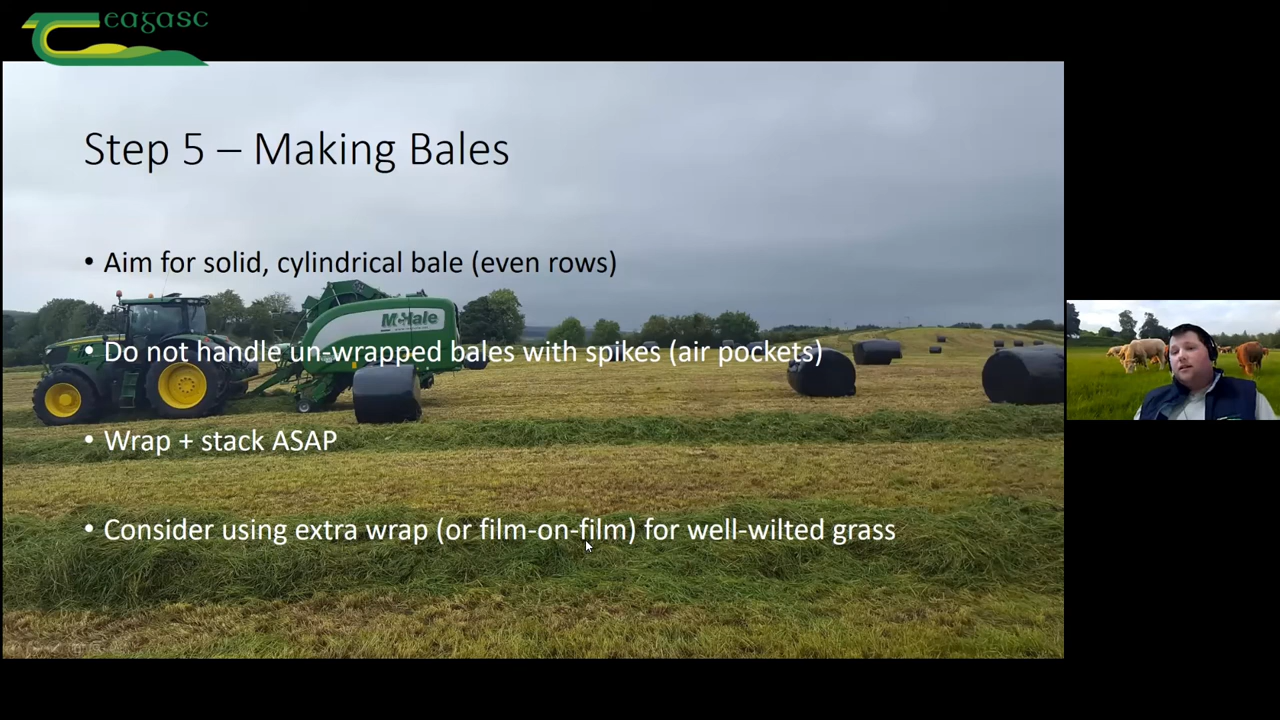 Teagasc
Step 5 – Making Bales
• Aim for solid, cylindrical bale (even rows)
McHale
• Do not handle un-wrapped bales with spikes (air pockets)
• Wrap + stack ASAP
• Consider using extra wrap (or film-on-film) for well-wilted grass